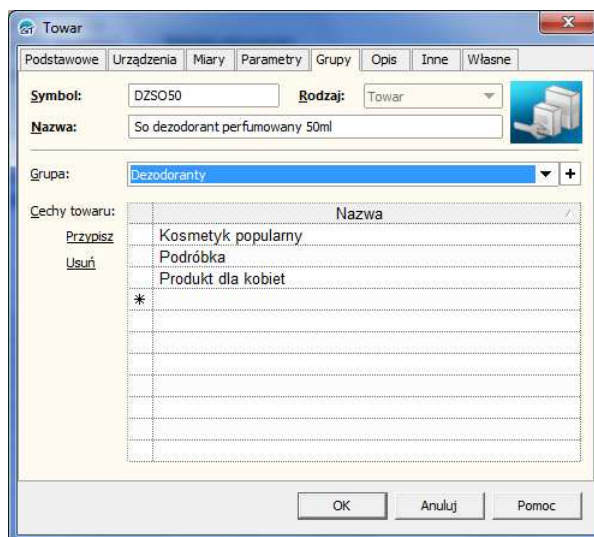 Towar
Podstawowe Urządzenia Miary Parametry Grupy Opis Inne Własne
Symbol: DZSO50 Rodzaj: Towar
Nazwa: So dezodorant perfumowany 50ml
Grupa: Dezodoranty
Cechy towaru: Nazwa
Przypisz Kosmetyk popularny
Usuń Podróbka
Produkt dla kobiet
OK Anuluj Pomoc